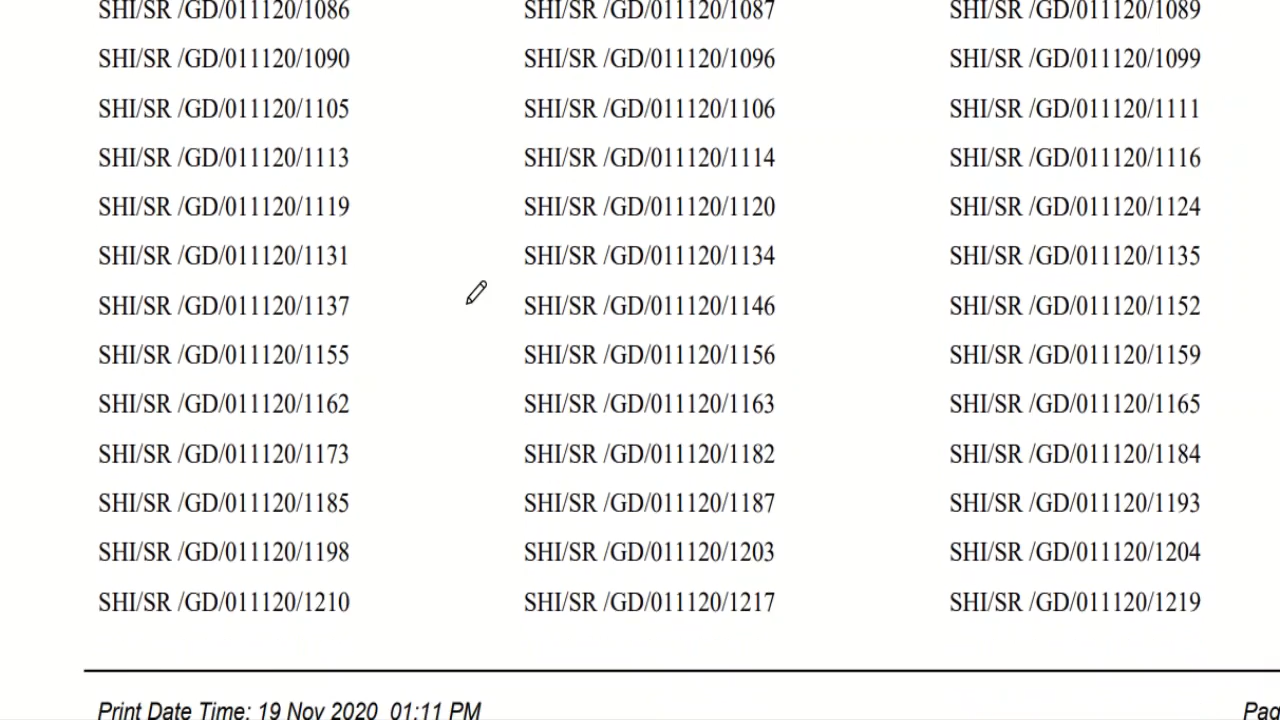 SHI/SR /GD/011120/1086 SHI/SR /GD/011120/1087 SHI/SR /GD/011120/1089
SHI/SR /GD/011120/1090 SHI/SR /GD/011120/1096 SHI/SR /GD/011120/1099
SHI/SR /GD/011120/1105 SHI/SR /GD/011120/1106 SHI/SR /GD/011120/1111
SHI/SR /GD/011120/1113 SHI/SR /GD/011120/1114 SHI/SR /GD/011120/1116
SHI/SR /GD/011120/1119 SHI/SR /GD/011120/1120 SHI/SR /GD/011120/1124
SHI/SR /GD/011120/1131 SHI/SR /GD/011120/1134 SHI/SR /GD/011120/1135
SHI/SR /GD/011120/1137 SHI/SR /GD/011120/1146 SHI/SR /GD/011120/1152
SHI/SR /GD/011120/1155 SHI/SR /GD/011120/1156 SHI/SR /GD/011120/1159
SHI/SR /GD/011120/1162 SHI/SR /GD/011120/1163 SHI/SR /GD/011120/1165
SHI/SR /GD/011120/1173 SHI/SR /GD/011120/1182 SHI/SR /GD/011120/1184
SHI/SR /GD/011120/1185 SHI/SR /GD/011120/1187 SHI/SR /GD/011120/1193
SHI/SR /GD/011120/1198 SHI/SR /GD/011120/1203 SHI/SR /GD/011120/1204
SHI/SR /GD/011120/1210 SHI/SR /GD/011120/1217 SHI/SR /GD/011120/1219
Print Date Time: 19 Nov 2020 01:11 PM